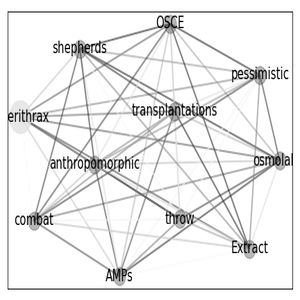 OSCE
shepherds
pessimistic
transplantations
erithrax
anthropomorphic
osmolal
combat
throw
Extract
AMPs